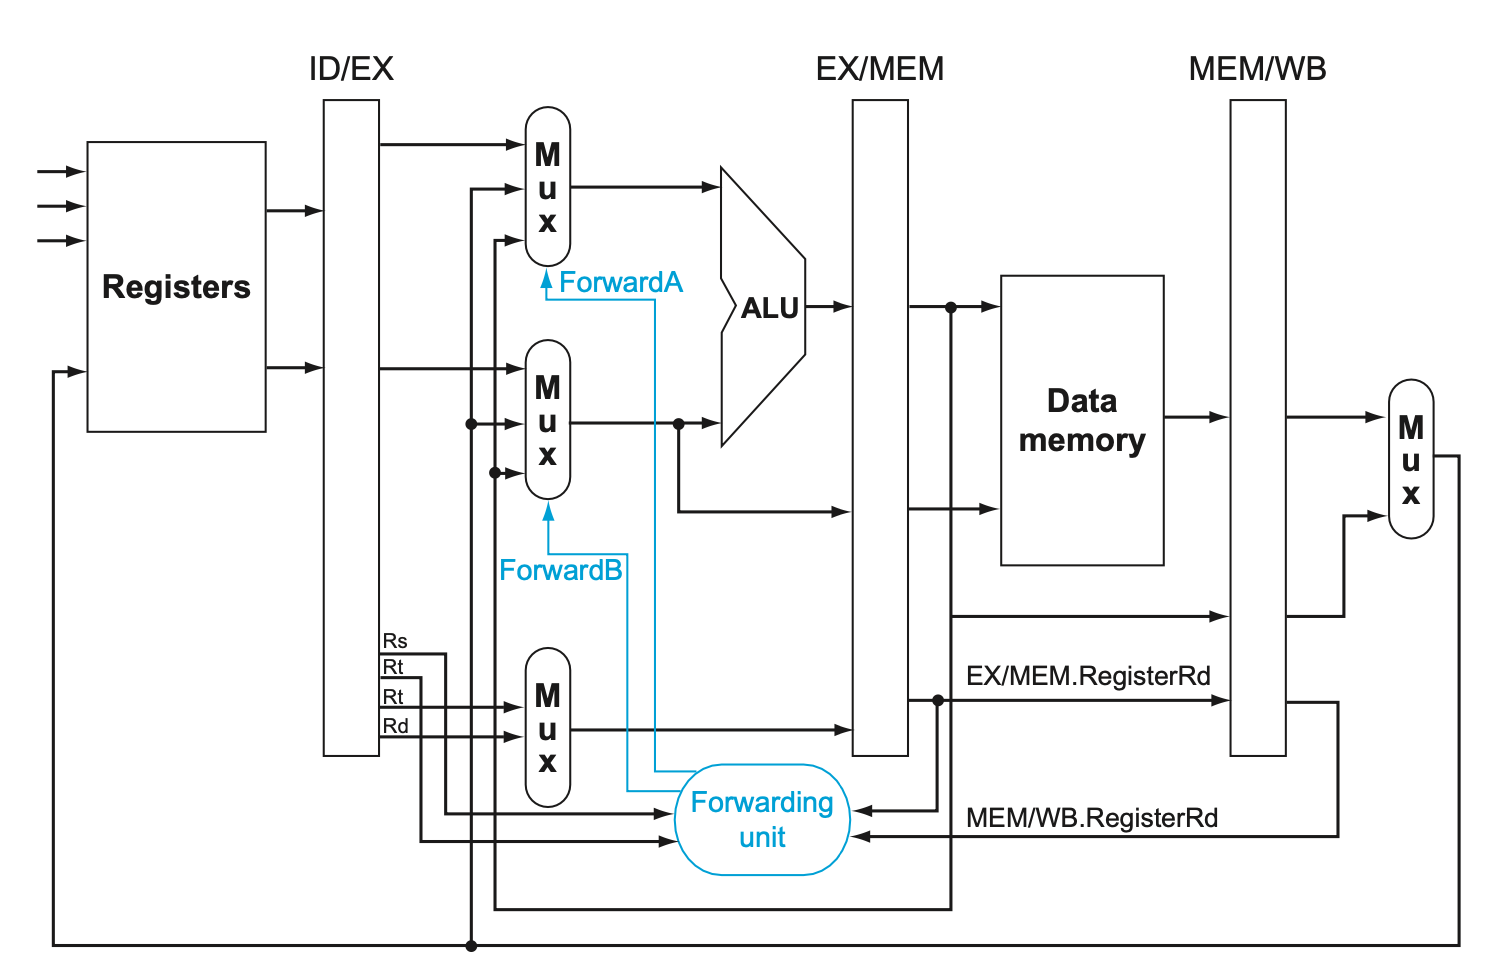 ID/EX
EX/MEM
MEM/WB
M
u
x
Registers
ForwardA
ALU
M
u
x
Data
memory
M
u
x
ForwardB
Rs
Rt
Rt
Rd
M
u
x
EX/MEM.RegisterRd
Forwarding
unit
MEM/WB.RegisterRd